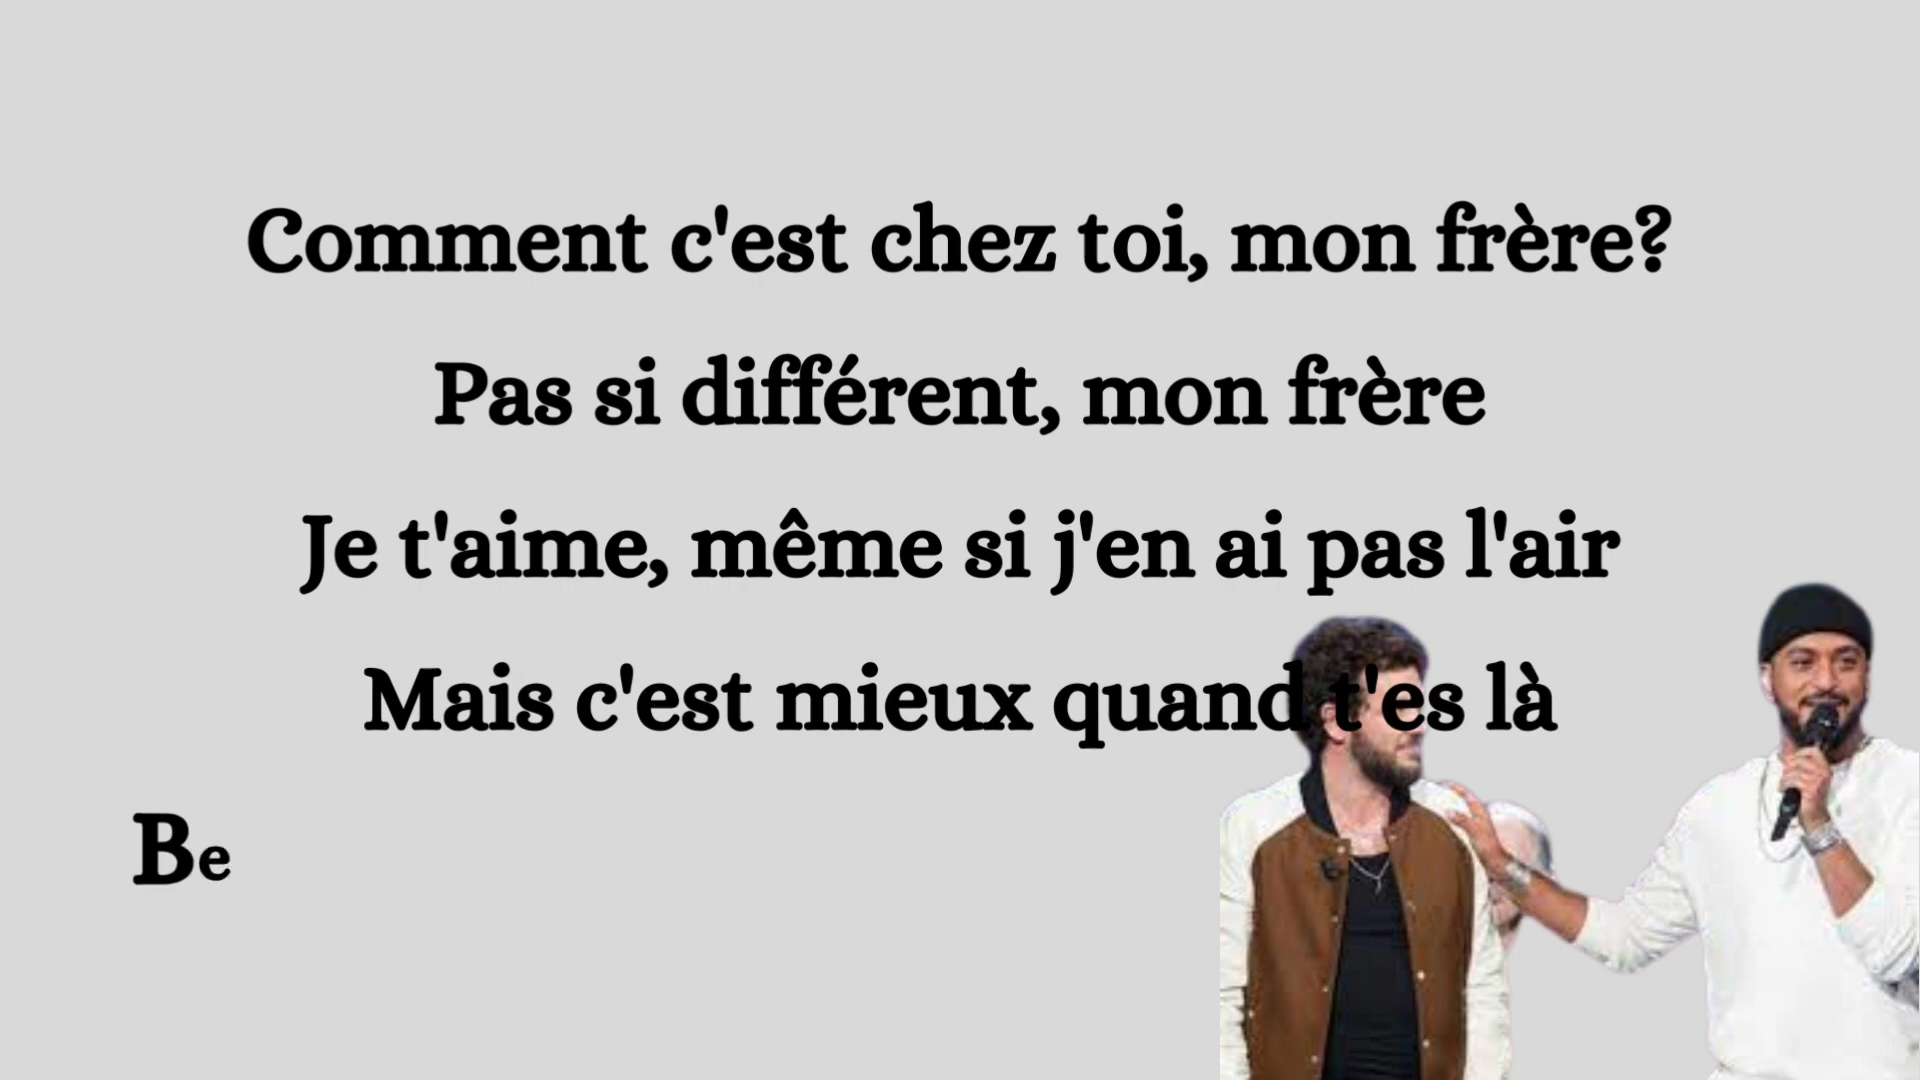 Comment c'est chez toi, mon frère?
Pas si différent, mon frère
Je t'aime, même si j'en ai pas l'air
Mais c'est mieux quand t'es là
Be